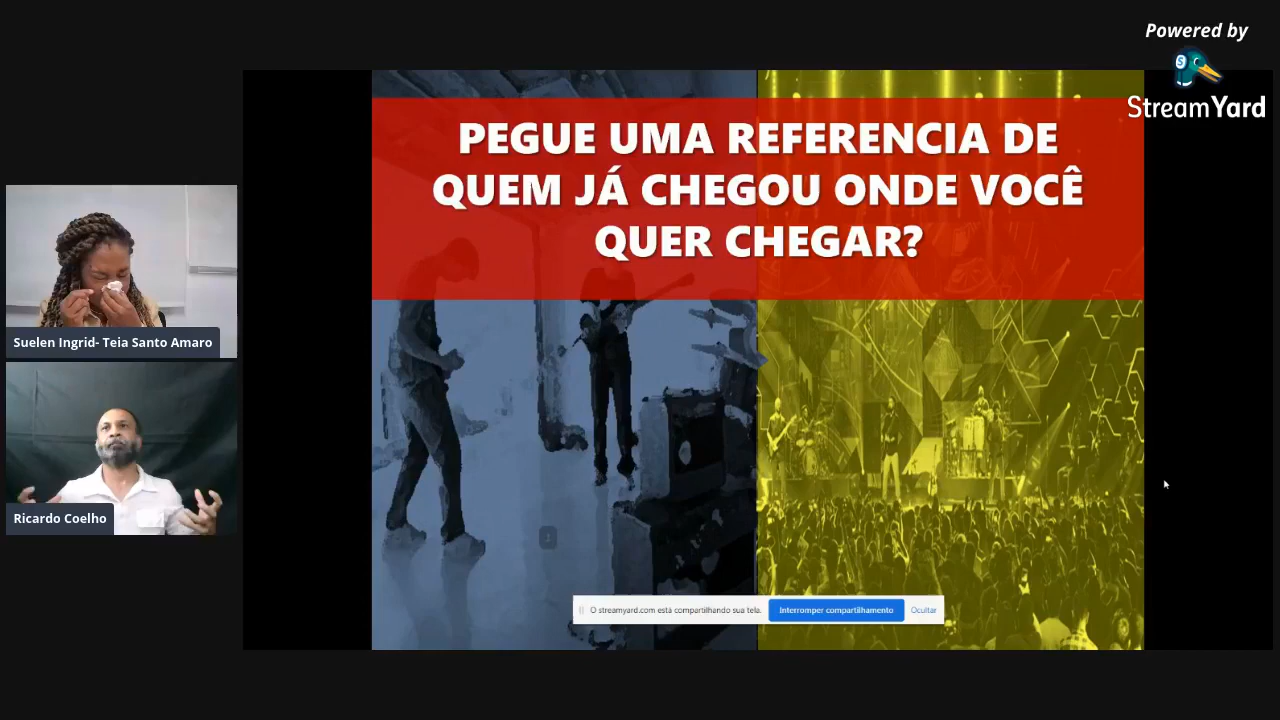 Powered by
StreamYard
PEGUE UMA REFERENCIA DE
QUEM JÁ CHEGOU ONDE VOCÊ
QUER CHEGAR?
Suelen Ingrid- Teia Santo Amaro
Ricardo Coelho
O streamyard.com está compartilhando sua tela.
Interromper compartilhamento
Ocultar